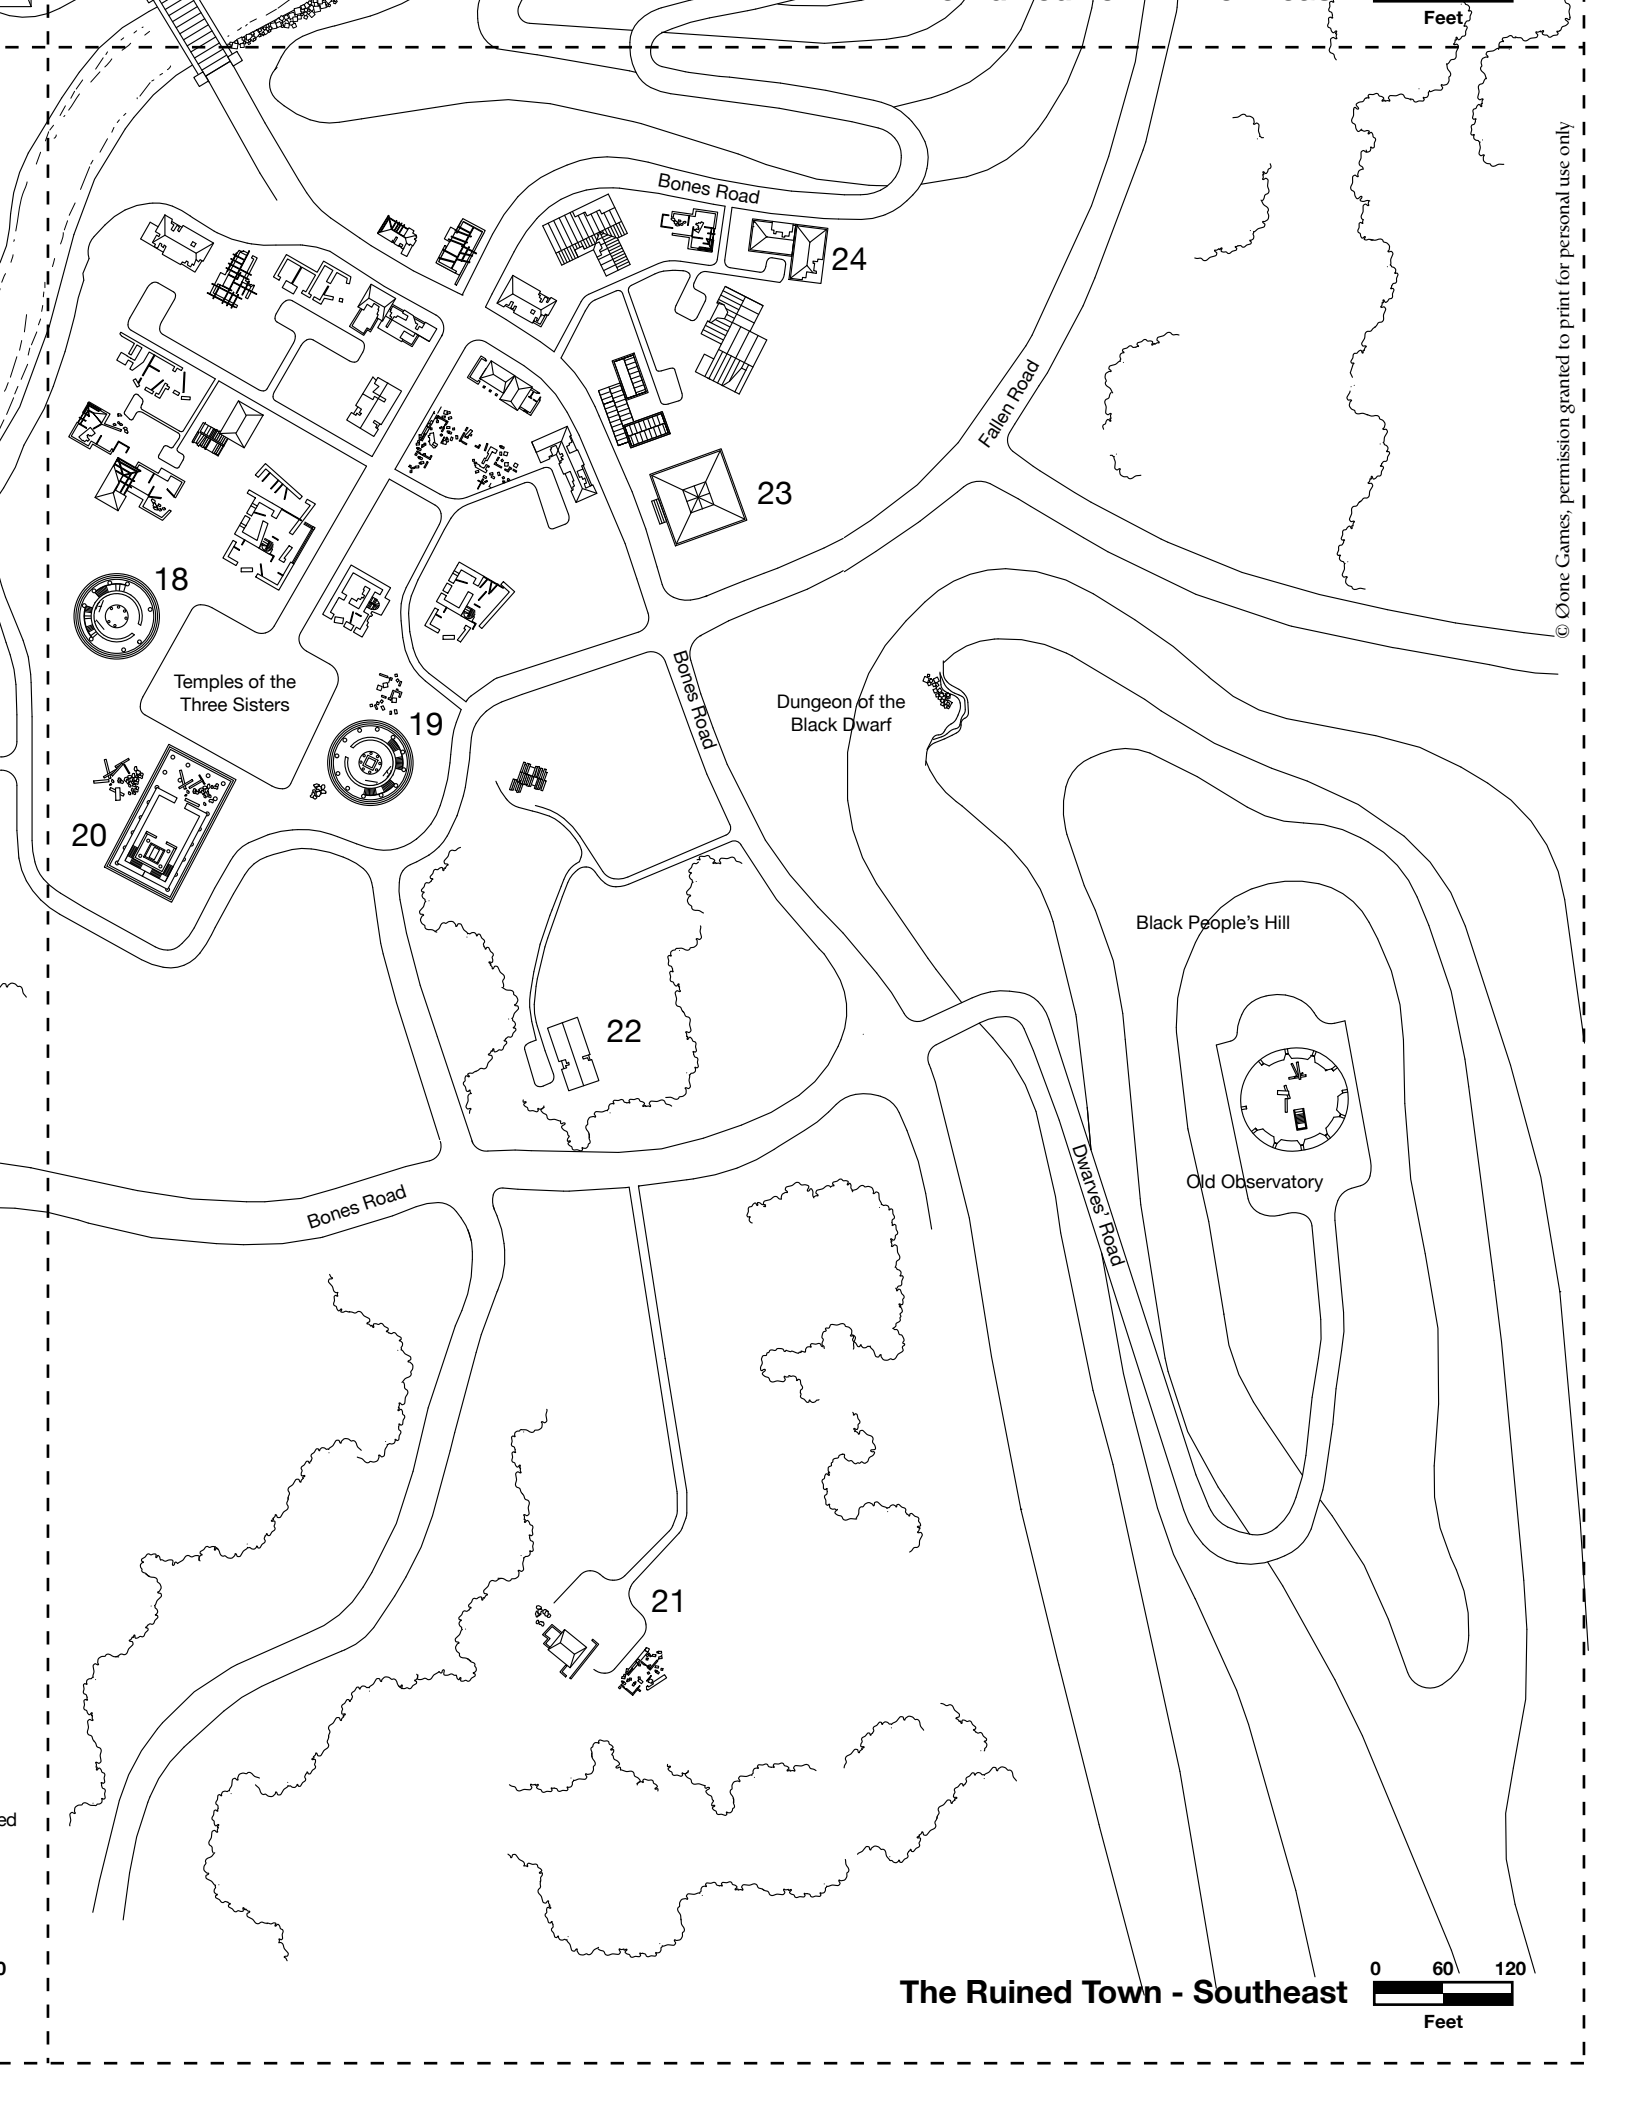 Feet
Bones Road
24
Fallen Road
© Øone Games, permission granted to print for personal use only
23
18
Temples of the
Three Sisters
19
Bones Road
Dungeon of the
Black Dwarf
20
Black People's Hill
22
Old Observatory
Dwarves' Road
Bones Road
21
ed
0 60 120
The Ruined Town - Southeast
Feet